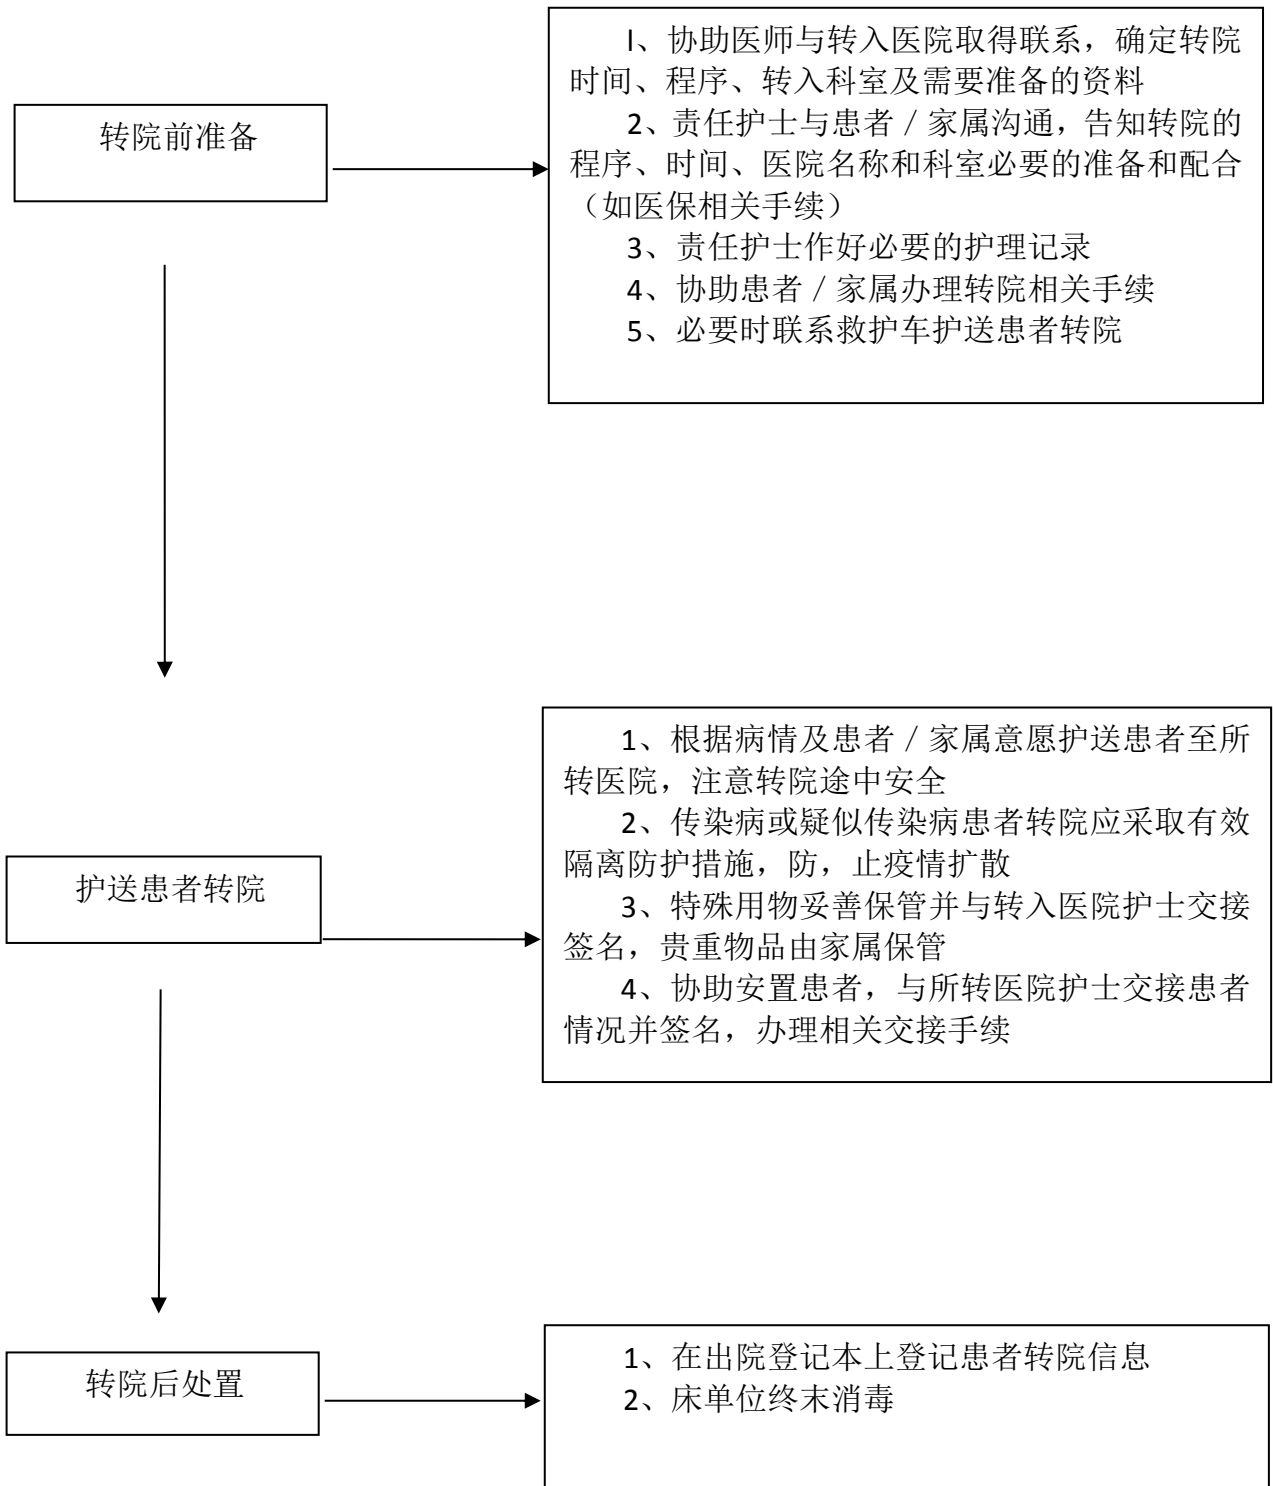 转院前准备
l、协助医师与转入医院取得联系，确定转院
时间、程序、转入科室及需要准备的资料
2、责任护士与患者／家属沟通，告知转院的
程序、时间、医院名称和科室必要的准备和配合
（如医保相关手续）
3、责任护士作好必要的护理记录
4、协助患者／家属办理转院相关手续
5、必要时联系救护车护送患者转院
护送患者转院
1、根据病情及患者／家属意愿护送患者至所
转医院，注意转院途中安全
2、传染病或疑似传染病患者转院应采取有效
隔离防护措施，防，止疫情扩散
3、特殊用物妥善保管并与转入医院护士交接
签名，贵重物品由家属保管
4、协助安置患者，与所转医院护士交接患者
情况并签名，办理相关交接手续
转院后处置
1、在出院登记本上登记患者转院信息
2、床单位终末消毒